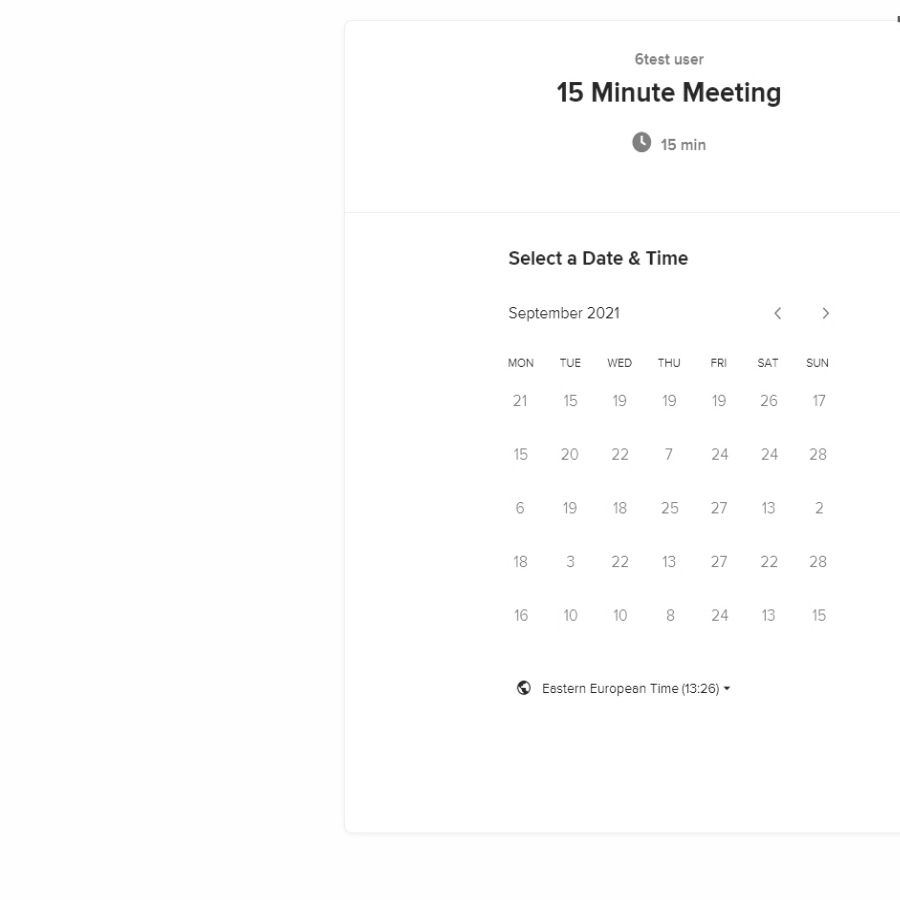 6test user
15 Minute Meeting
15 min
Select a Date & Time
September 2021
MON TUE WED THU FRI SAT SUN
21 15 19 19 19 26 17
15 20 22 7 24 24 28
6 19 18 25 27 13 2
18 3 22 13 27 22 28
16 10 10 8 24 13 15
Eastern European Time (13:26)